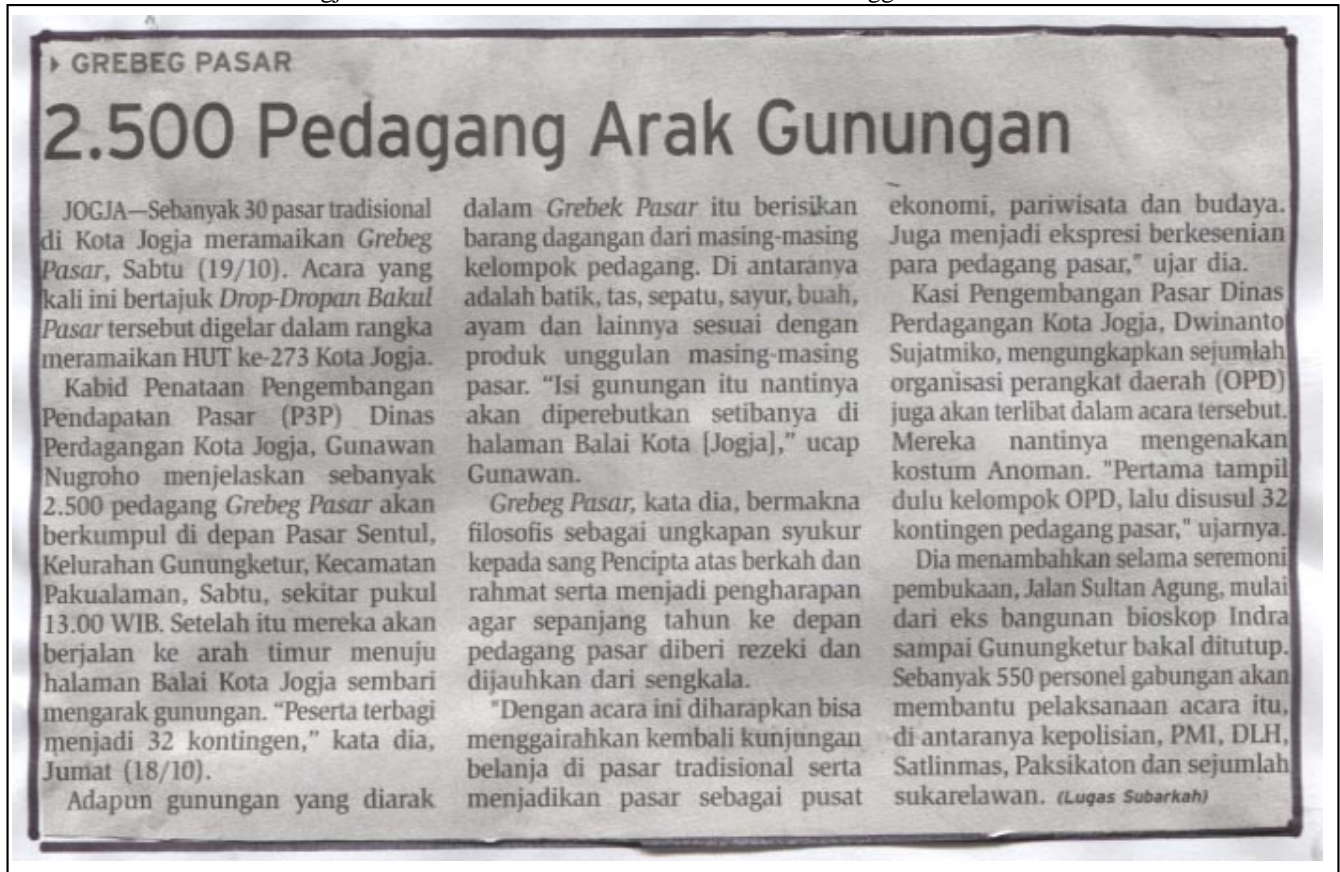 GREBEG PASAR
2.500 Pedagang Arak Gunungan
JOGJA—Sebanyak 30 pasar tradisional
di Kota Jogja meramaikan Grebeg
Pasar, Sabtu (19/10). Acara yang
kali ini bertajuk Drop-Dropan Bakul
Pasar tersebut digelar dalam rangka
meramaikan HUT ke-273 Kota Jogja.
Kabid Penataan Pengembangan
Pendapatan Pasar (P3P) Dinas
Perdagangan Kota Jogja, Gunawan
Nugroho menjelaskan sebanyak
2.500 pedagang Grebeg Pasar akan
berkumpul di depan Pasar Sentul,
Kelurahan Gunungketur, Kecamatan
Pakualaman, Sabtu, sekitar pukul
13.00 WIB. Setelah itu mereka akan
berjalan ke arah timur menuju
halaman Balai Kota Jogja sembari
mengarak gunungan. “Peserta terbagi
menjadi 32 kontingen,” kata dia,
Jumat (18/10).
Adapun gunungan yang diarak
dalam Grebek Pasar itu berisikan
barang dagangan dari masing-masing
kelompok pedagang. Di antaranya
adalah batik, tas, sepatu, sayur, buah,
ayam dan lainnya sesuai dengan
produk unggulan masing-masing
pasar. “Isi gunungan itu nantinya
akan diperebutkan setibanya di
halaman Balai Kota [Jogja],” ucap
Gunawan.
Grebeg Pasar, kata dia, bermakna
filosofis sebagai ungkapan syukur
kepada sang Pencipta atas berkah dan
rahmat serta menjadi pengharapan
agar sepanjang tahun ke depan
pedagang pasar diberi rezeki dan
dijauhkan dari sengkala.
"Dengan acara ini diharapkan bisa
menggairahkan kembali kunjungan
belanja di pasar tradisional serta
menjadikan pasar sebagai pusat
ekonomi, pariwisata dan budaya.
Juga menjadi ekspresi berkesenian
para pedagang pasar," ujar dia.
Kasi Pengembangan Pasar Dinas
Perdagangan Kota Jogja, Dwinanto
Sujatmiko, mengungkapkan sejumlah
organisasi perangkat daerah (OPD)
juga akan terlibat dalam acara tersebut.
Mereka nantinya mengenakan
kostum Anoman. "Pertama tampil
dulu kelompok OPD, lalu disusul 32
kontingen pedagang pasar," ujarnya.
Dia menambahkan selama seremoni
pembukaan, Jalan Sultan Agung, mulai
dari eks bangunan bioskop Indra
sampai Gunungketur bakal ditutup.
Sebanyak 550 personel gabungan akan
membantu pelaksanaan acara itu,
di antaranya kepolisian, PMI, DLH,
Satlinmas, Paksikaton dan sejumlah
sukarelawan. (Lugas Subarkah)